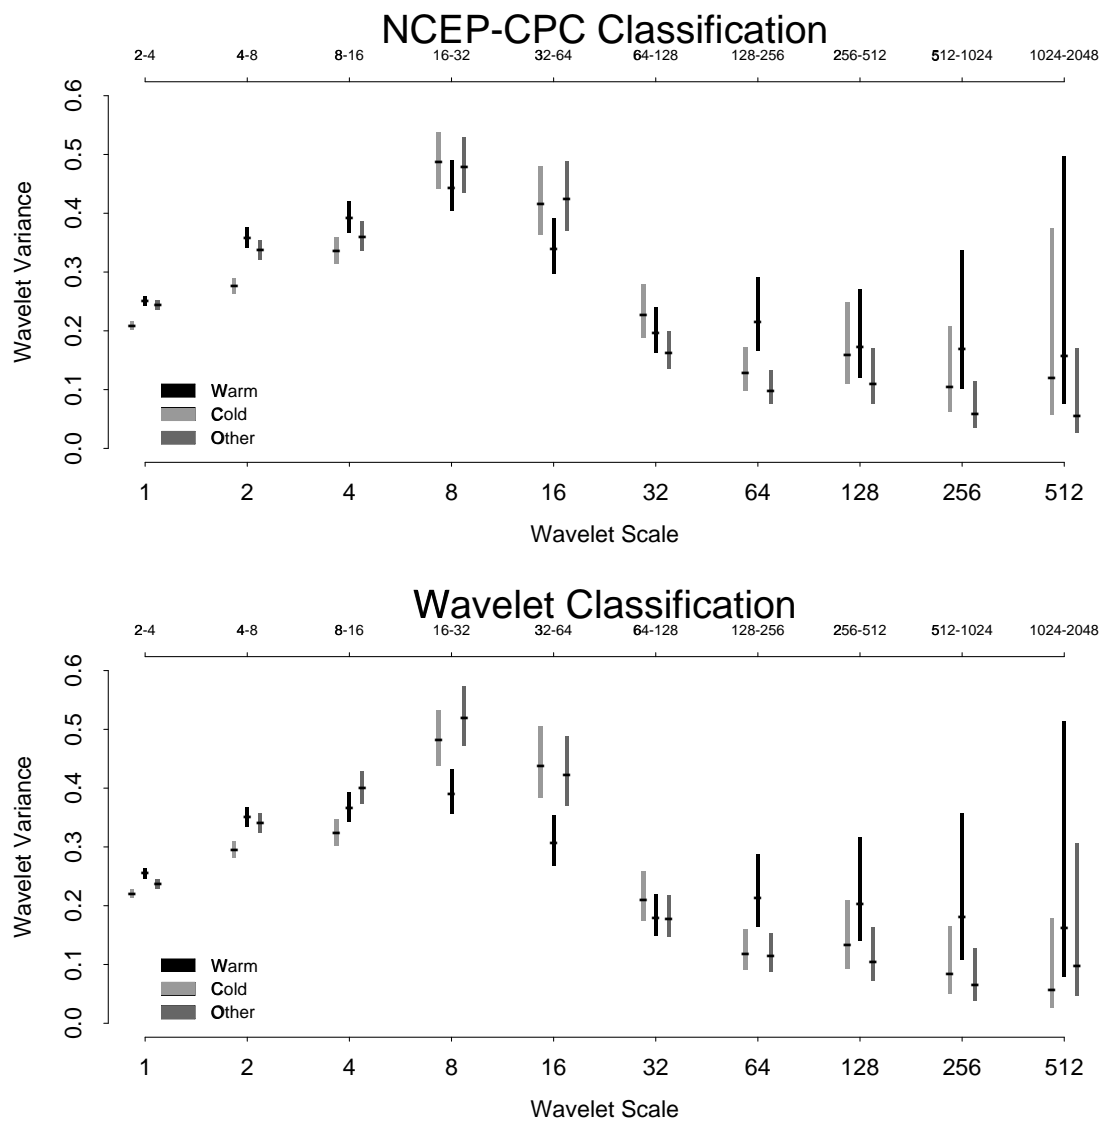 NCEP-CPC Classification
2-4 4-8 8-16 16-32 32-64 64-128 128-256 256-512 512-1024 1024-2048
0.6
0.5
0.4
0.3
0.2
0.1
0.0
Wavelet Variance
Warm
Cold
Other
1 2 4 8 16 32 64 128 256 512
Wavelet Scale
Wavelet Classification
2-4 4-8 8-16 16-32 32-64 64-128 128-256 256-512 512-1024 1024-2048
0.6
0.5
0.4
0.3
0.2
0.1
0.0
Wavelet Variance
Warm
Cold
Other
1 2 4 8 16 32 64 128 256 512
Wavelet Scale